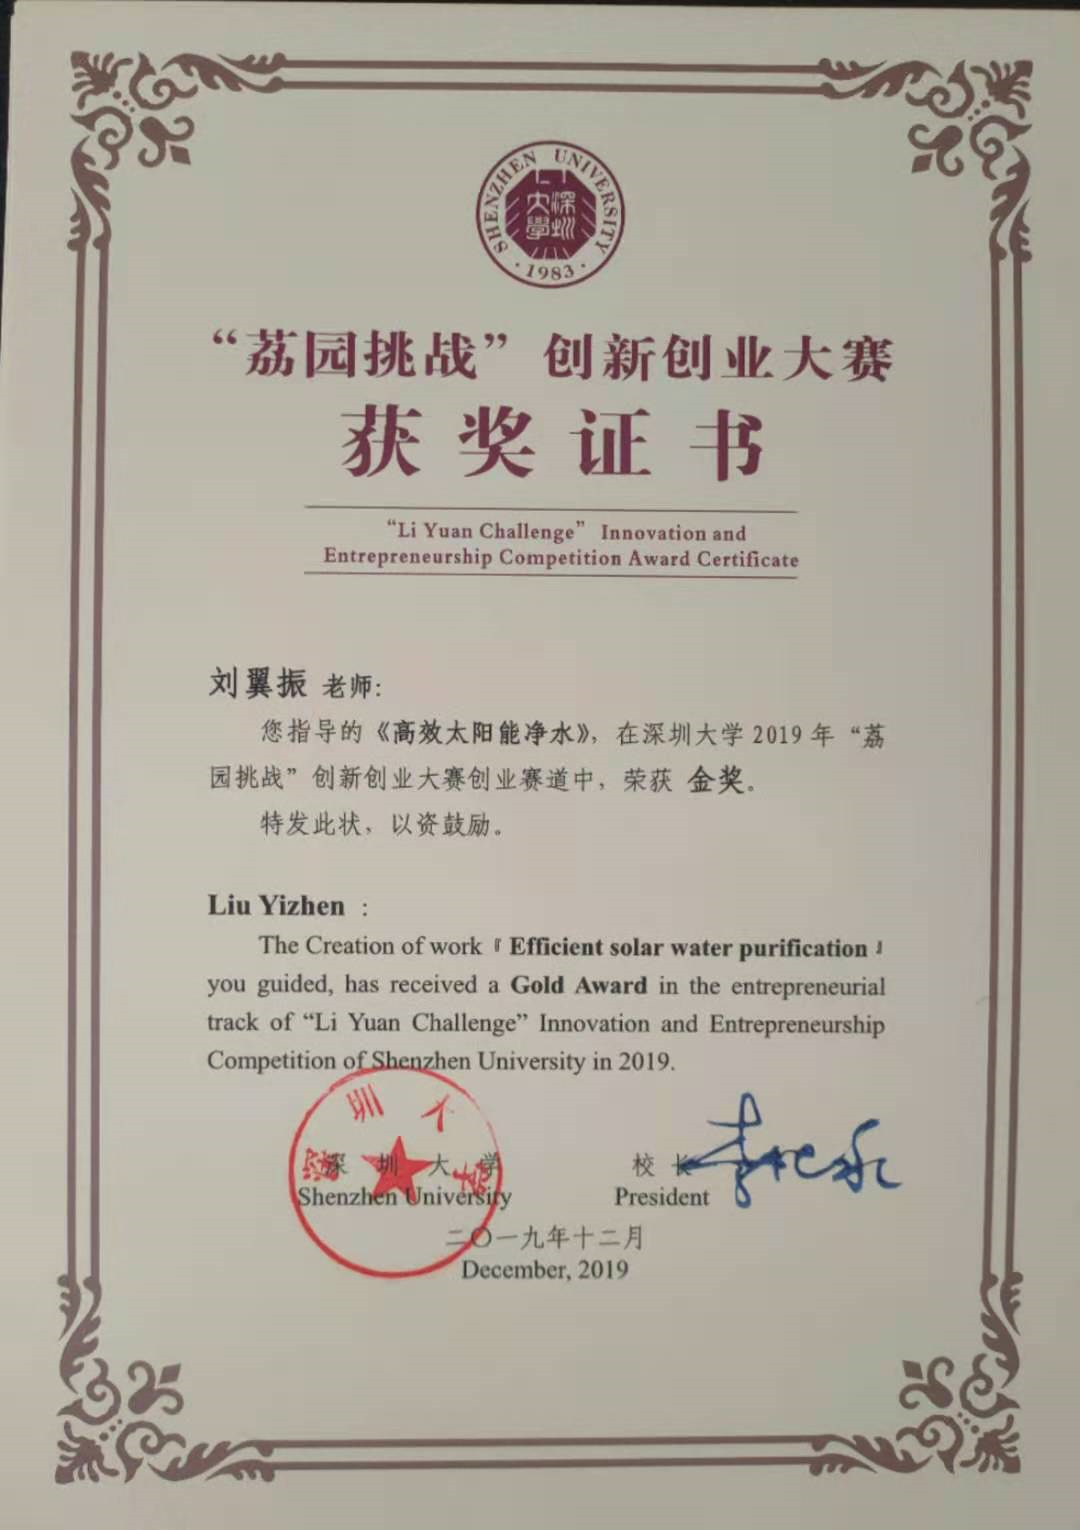 SHENZHEN UNIVERSITY
深圳大學
·1983·
“荔园挑战”创新创业大赛
获奖证书
“Li Yuan Challenge” Innovation and
Entrepreneurship Competition Award Certificate
刘翼振 老师：
您指导的《高效太阳能净水》，在深圳大学 2019 年“荔
园挑战”创新创业大赛创业赛道中，荣获 金奖。
特发此状，以资鼓励。
Liu Yizhen :
The Creation of work『Efficient solar water purification』
you guided, has received a Gold Award in the entrepreneurial
track of “Li Yuan Challenge” Innovation and Entrepreneurship
Competition of Shenzhen University in 2019.
深圳大学
深圳大学 校长
Shenzhen University President
二〇一九年十二月
December, 2019